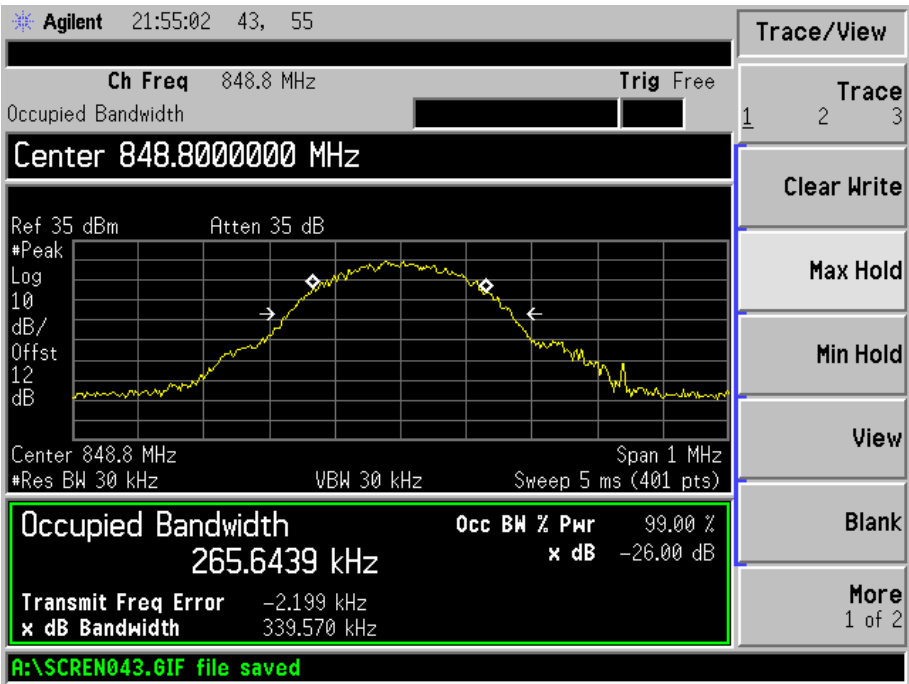 Agilent 21:55:02 43, 55
Trace/View
Ch Freq 848.8 MHz Trig Free
Occupied Bandwidth
Trace
1 2 3
Center 848.8000000 MHz
Clear Write
Ref 35 dBm Atten 35 dB
#Peak
Log
10
dB/
Offst
12
dB
Max Hold
Min Hold
Center 848.8 MHz Span 1 MHz
#Res BW 30 kHz VBW 30 kHz Sweep 5 ms (401 pts)
View
Occupied Bandwidth Occ BW % Pwr 99.00 %
265.6439 kHz x dB -26.00 dB
Blank
Transmit Freq Error -2.199 kHz
x dB Bandwidth 339.570 kHz
More
1 of 2
A:\SCREN043.GIF file saved